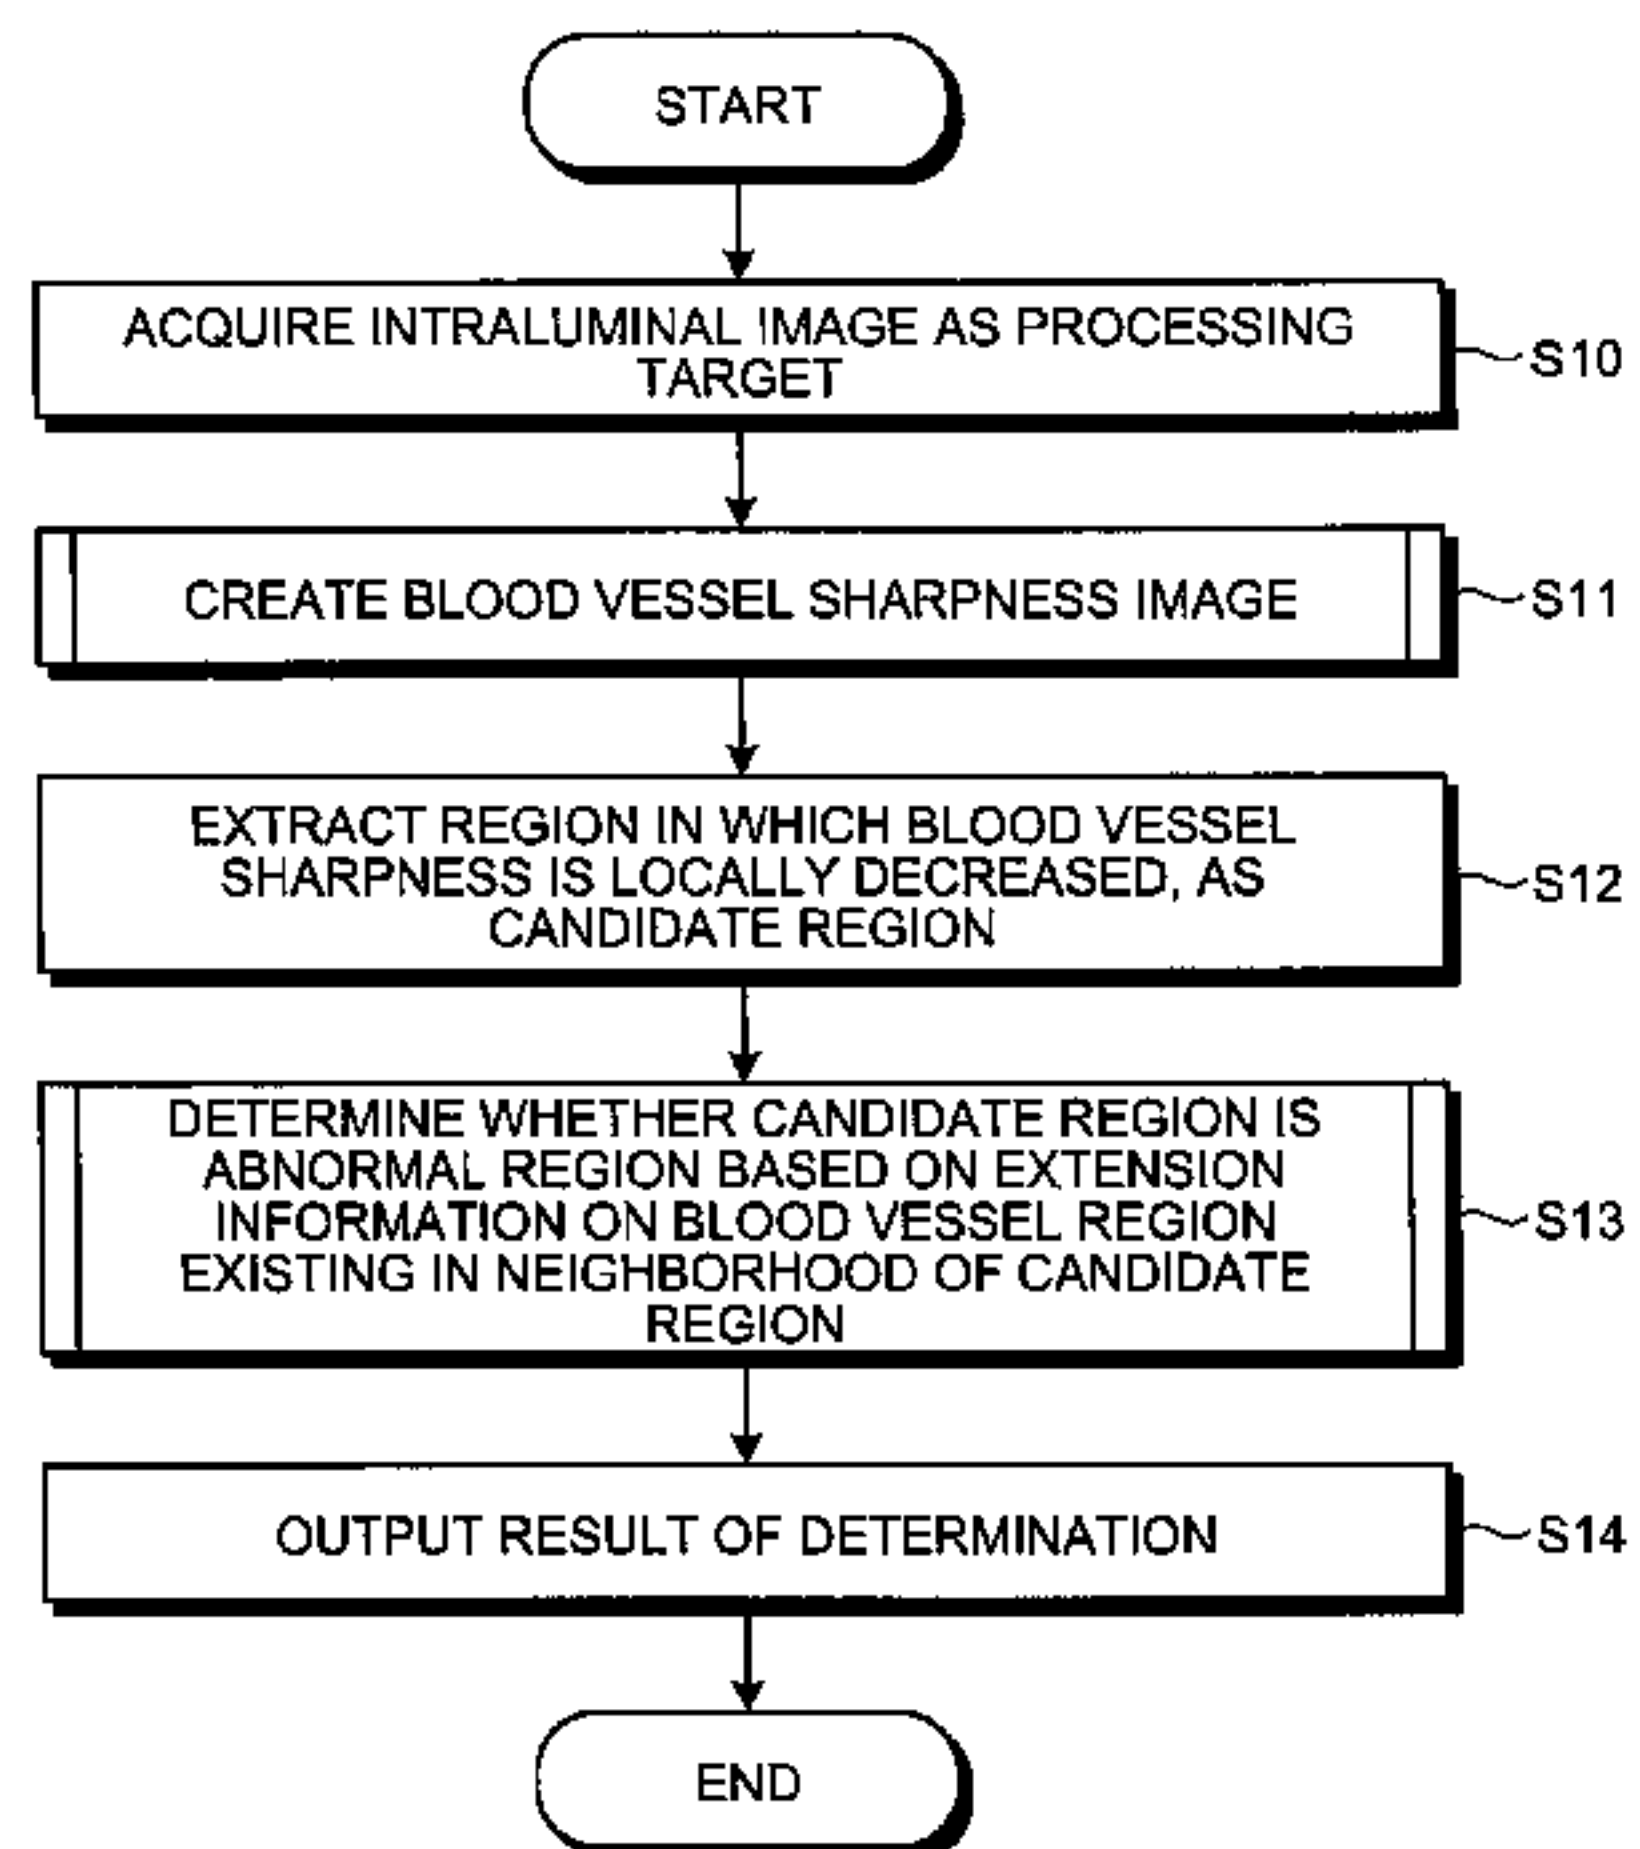 START
ACQUIRE INTRALUMINAL IMAGE AS PROCESSING
TARGET
S10
CREATE BLOOD VESSEL SHARPNESS IMAGE
S11
EXTRACT REGION IN WHICH BLOOD VESSEL
SHARPNESS IS LOCALLY DECREASED, AS
CANDIDATE REGION
S12
DETERMINE WHETHER CANDIDATE REGION IS
ABNORMAL REGION BASED ON EXTENSION
INFORMATION ON BLOOD VESSEL REGION
EXISTING IN NEIGHBORHOOD OF CANDIDATE
REGION
S13
OUTPUT RESULT OF DETERMINATION
S14
END